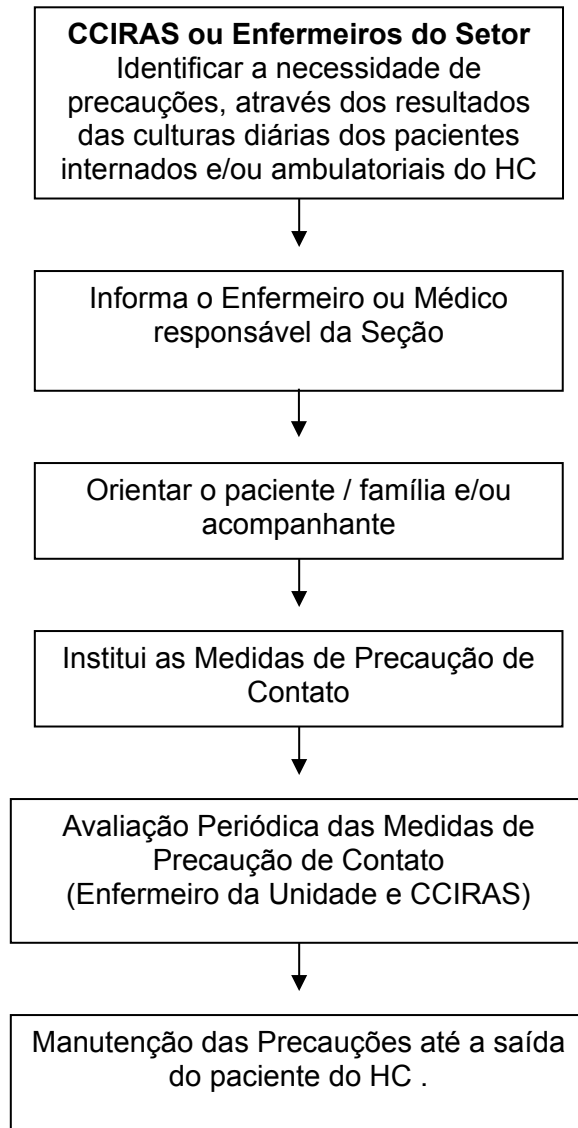 CCIRAS ou Enfermeiros do Setor
Identificar a necessidade de
precauções, através dos resultados
das culturas diárias dos pacientes
internados e/ou ambulatoriais do HC
Informa o Enfermeiro ou Médico
responsável da Seção
Orientar o paciente / família e/ou
acompanhante
Institui as Medidas de Precaução de
Contato
Avaliação Periódica das Medidas de
Precaução de Contato
(Enfermeiro da Unidade e CCIRAS)
Manutenção das Precauções até a saída
do paciente do HC .